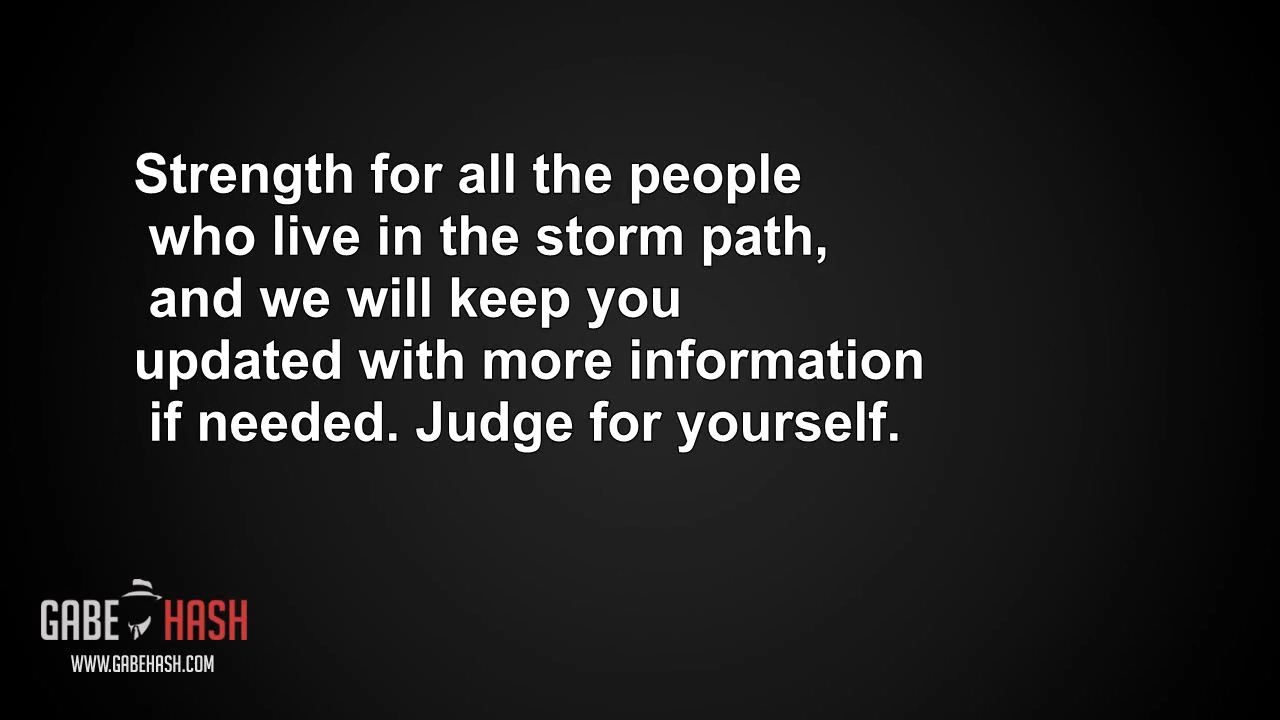 Strength for all the people
who live in the storm path,
and we will keep you
updated with more information
if needed. Judge for yourself.
GABE HASH
WWW.GABEHASH.COM